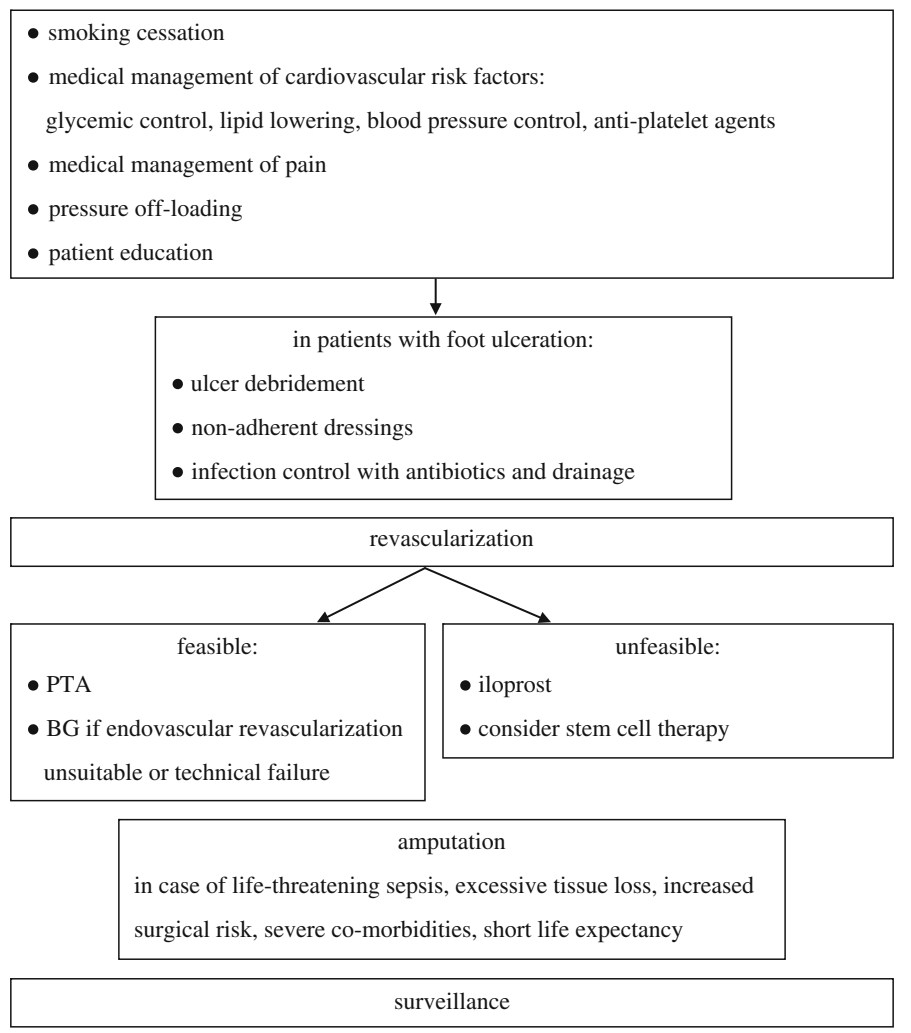 ● smoking cessation
● medical management of cardiovascular risk factors:
glycemic control, lipid lowering, blood pressure control, anti-platelet agents
● medical management of pain
● pressure off-loading
● patient education
in patients with foot ulceration:
● ulcer debridement
● non-adherent dressings
● infection control with antibiotics and drainage
revascularization
feasible:
● PTA
● BG if endovascular revascularization
unsuitable or technical failure
unfeasible:
● iloprost
● consider stem cell therapy
amputation
in case of life-threatening sepsis, excessive tissue loss, increased
surgical risk, severe co-morbidities, short life expectancy
surveillance